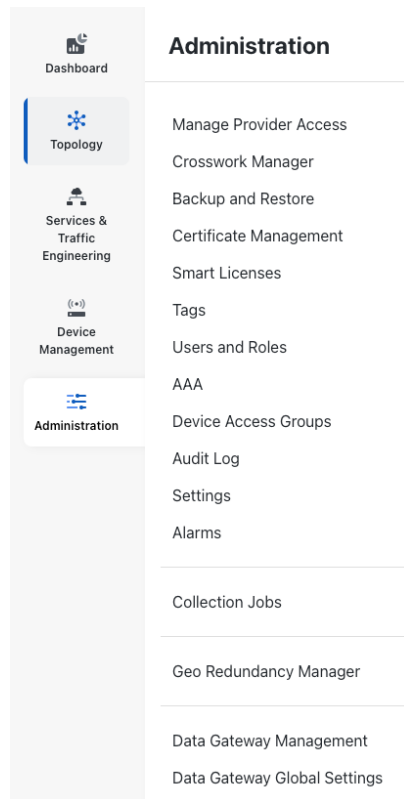 Dashboard
Topology
Services &
Traffic
Engineering
Device
Management
Administration
Administration
Manage Provider Access
Crosswork Manager
Backup and Restore
Certificate Management
Smart Licenses
Tags
Users and Roles
AAA
Device Access Groups
Audit Log
Settings
Alarms
Collection Jobs
Geo Redundancy Manager
Data Gateway Management
Data Gateway Global Settings